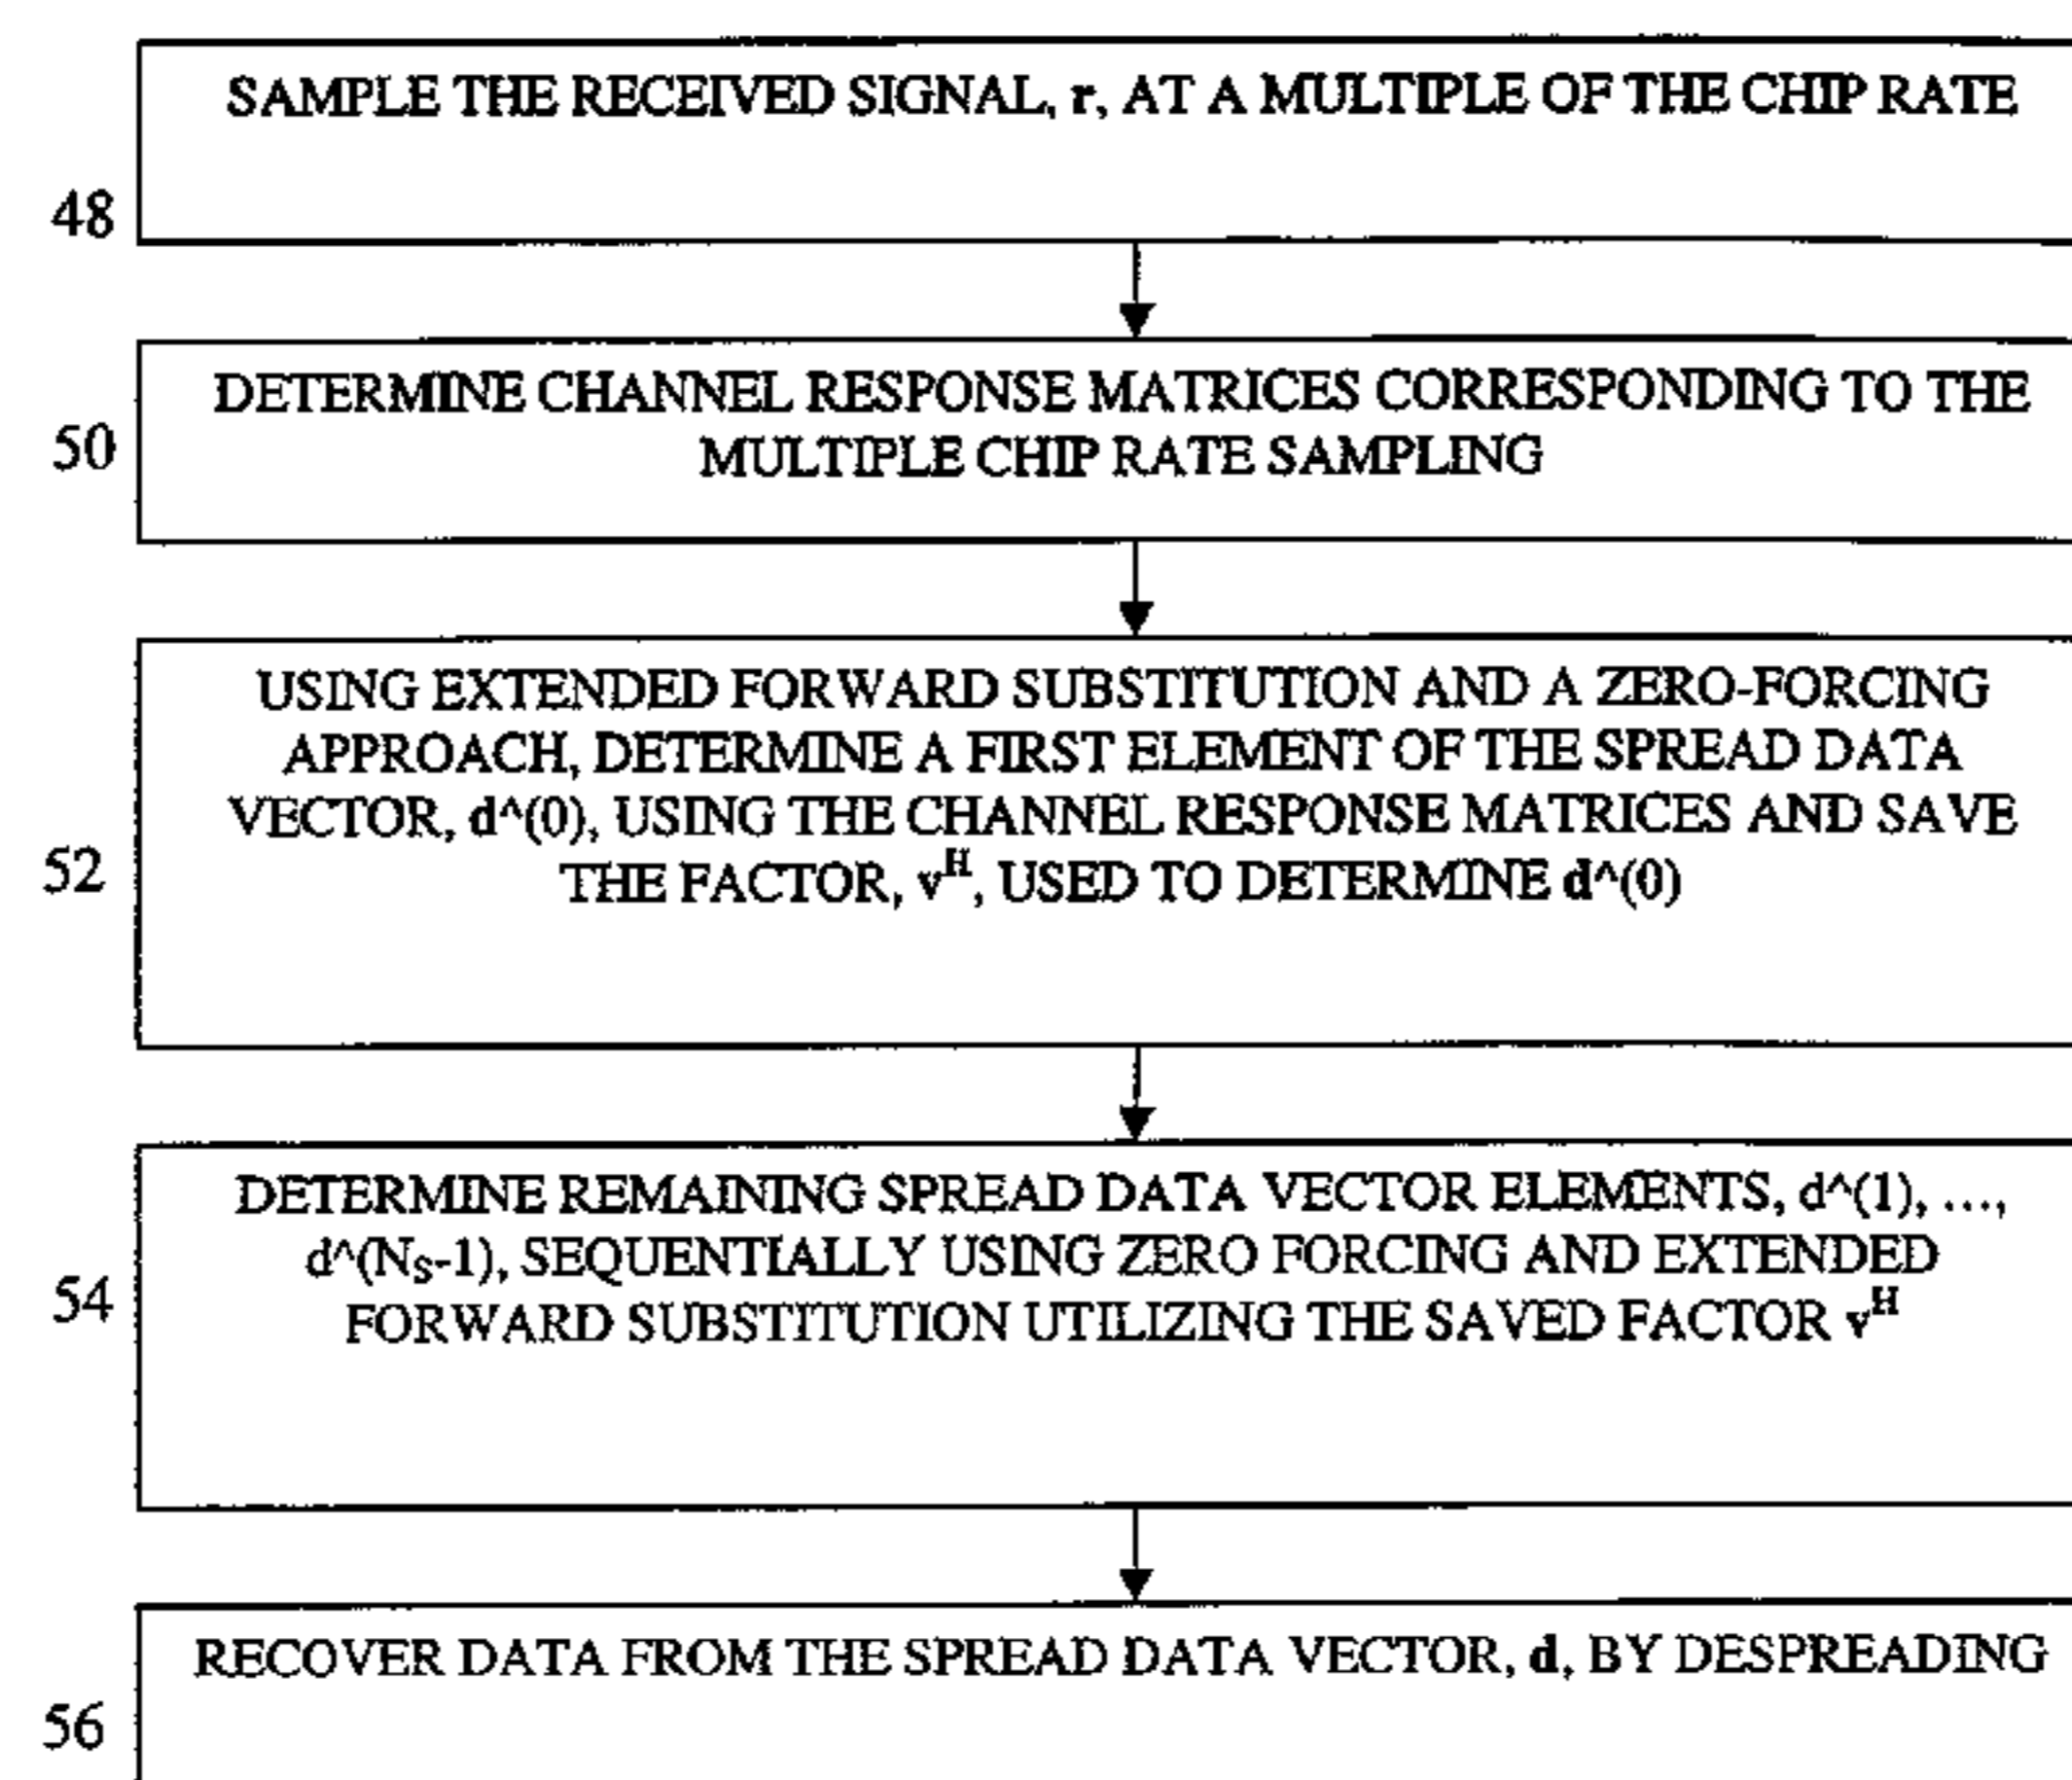 SAMPLE THE RECEIVED SIGNAL, r, AT A MULTIPLE OF THE CHIP RATE
48
DETERMINE CHANNEL RESPONSE MATRICES CORRESPONDING TO THE
MULTIPLE CHIP RATE SAMPLING
50
USING EXTENDED FORWARD SUBSTITUTION AND A ZERO-FORCING
APPROACH, DETERMINE A FIRST ELEMENT OF THE SPREAD DATA
VECTOR, d^(0), USING THE CHANNEL RESPONSE MATRICES AND SAVE
THE FACTOR, vᴴ, USED TO DETERMINE d^(0)
52
DETERMINE REMAINING SPREAD DATA VECTOR ELEMENTS, d^(1), ...,
d^(Nₛ-1), SEQUENTIALLY USING ZERO FORCING AND EXTENDED
FORWARD SUBSTITUTION UTILIZING THE SAVED FACTOR vᴴ
54
RECOVER DATA FROM THE SPREAD DATA VECTOR, d, BY DESPREADING
56